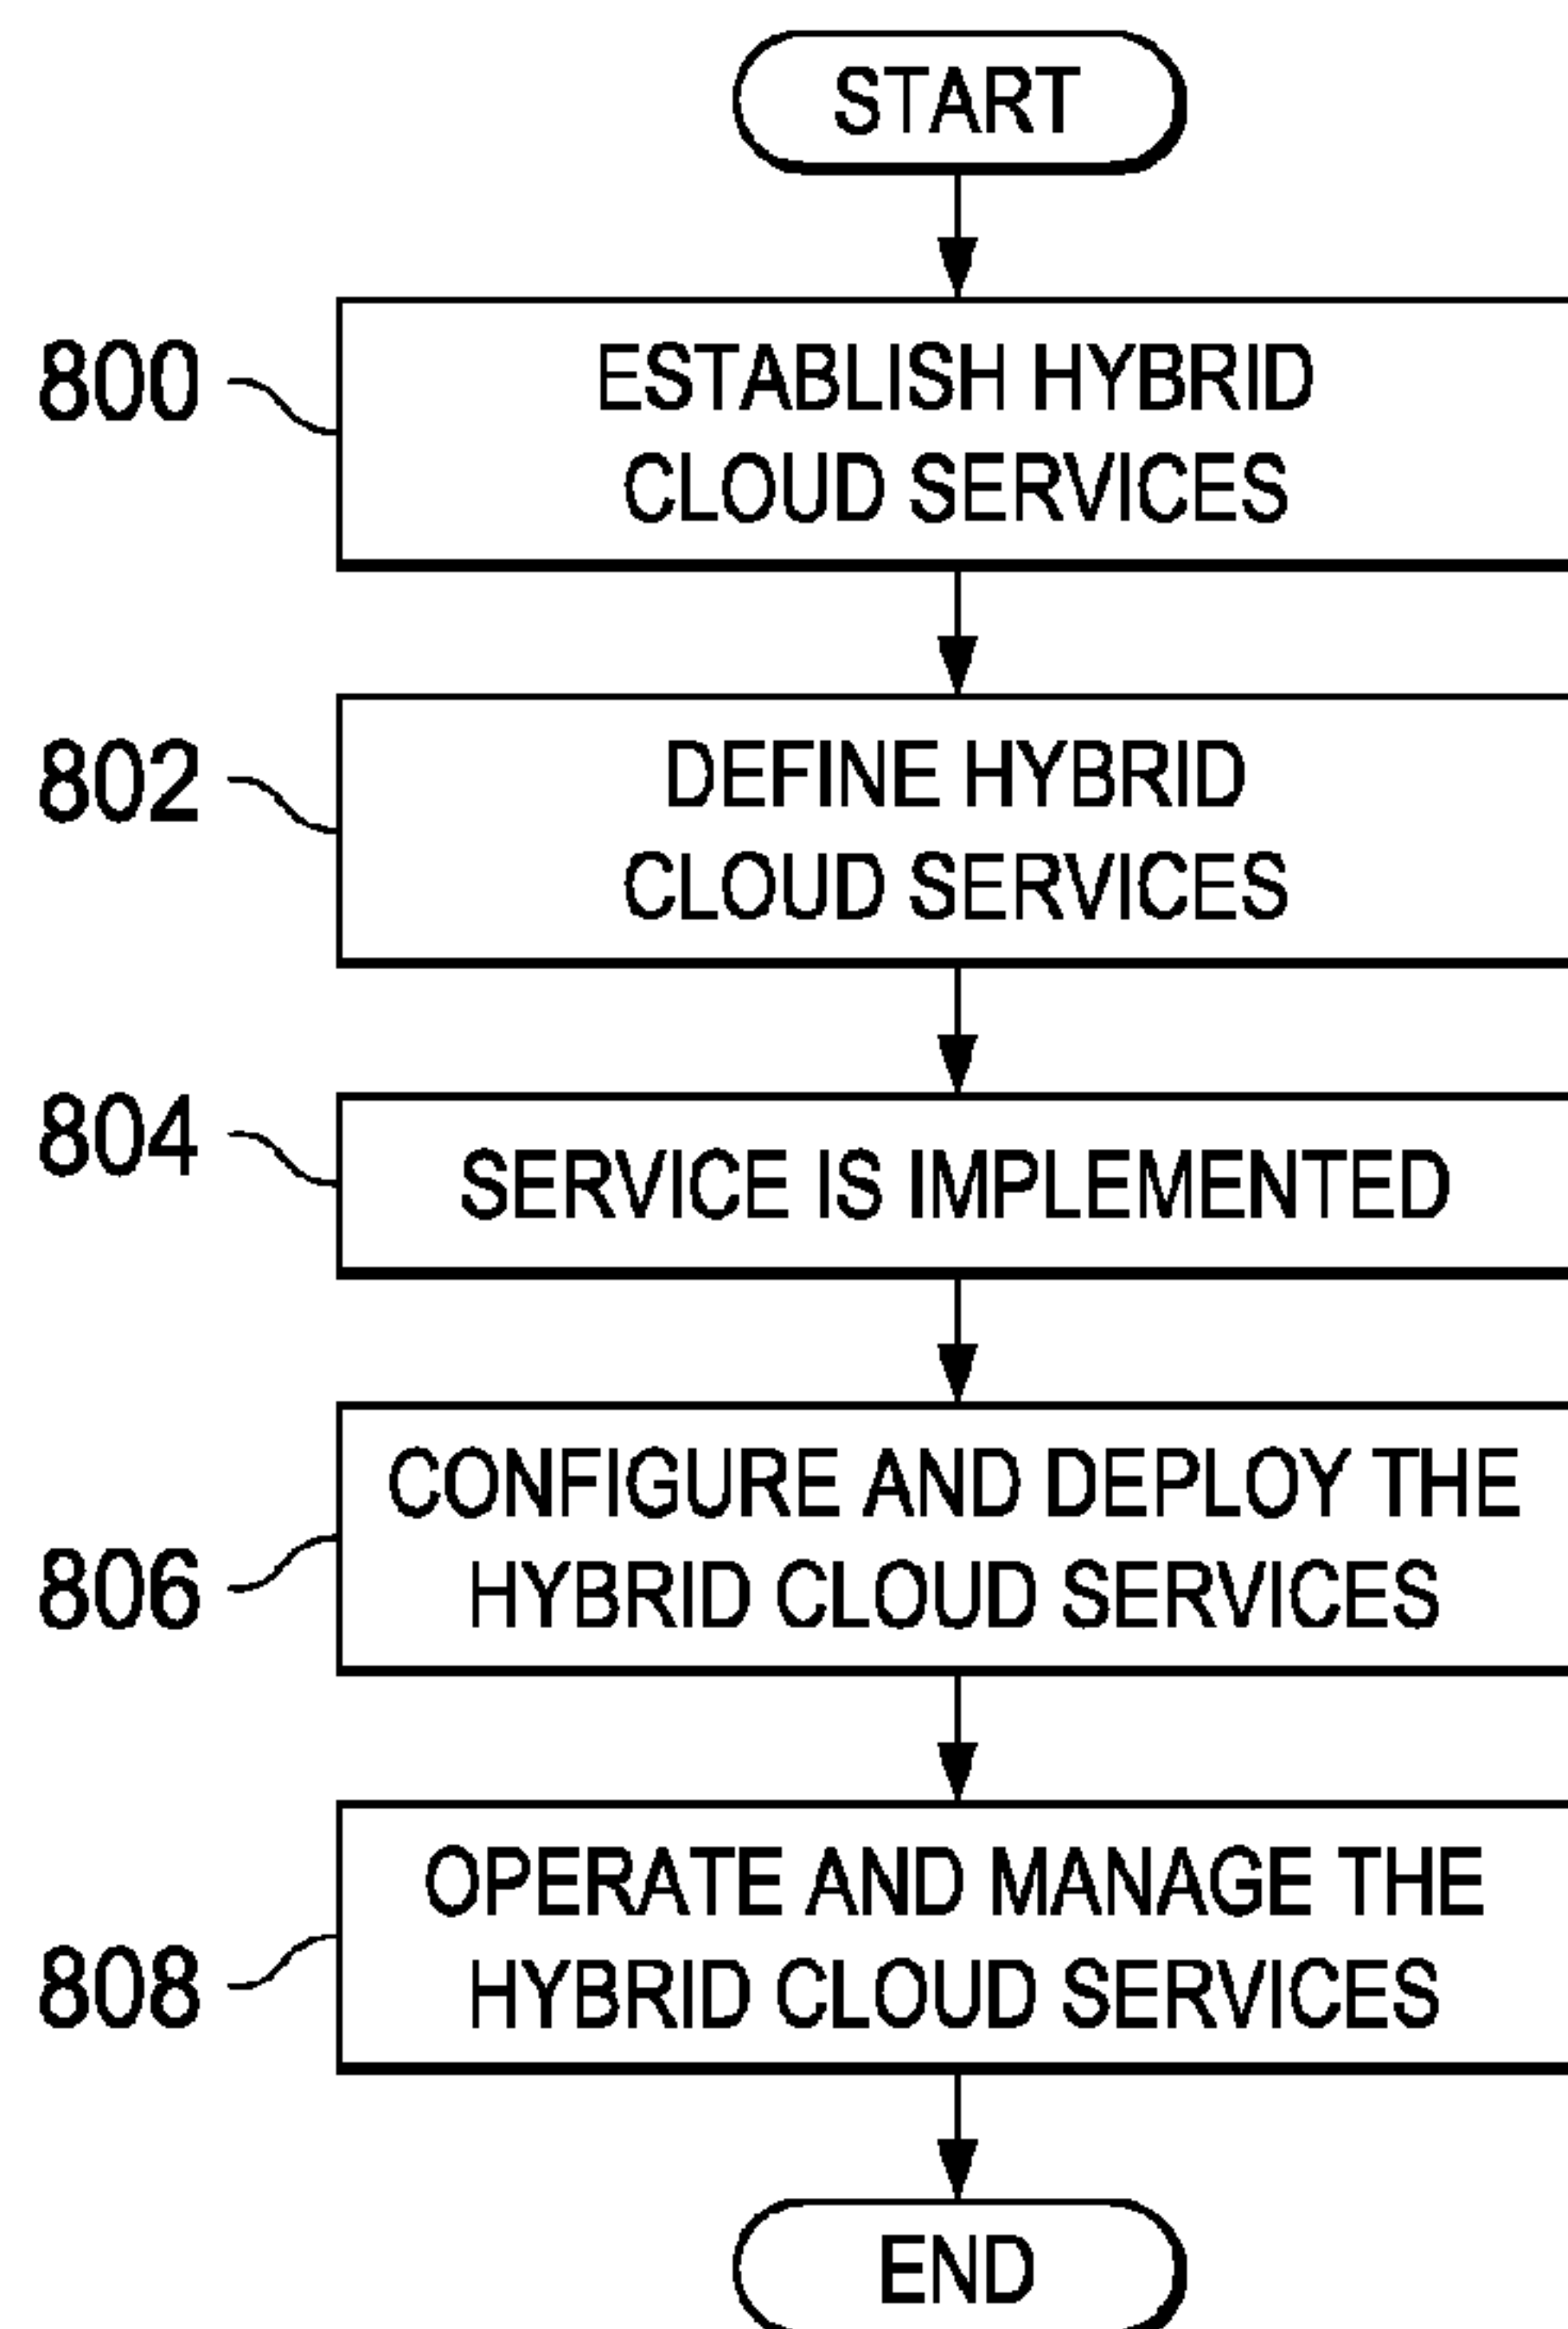 START
800
ESTABLISH HYBRID
CLOUD SERVICES
802
DEFINE HYBRID
CLOUD SERVICES
804
SERVICE IS IMPLEMENTED
806
CONFIGURE AND DEPLOY THE
HYBRID CLOUD SERVICES
808
OPERATE AND MANAGE THE
HYBRID CLOUD SERVICES
END